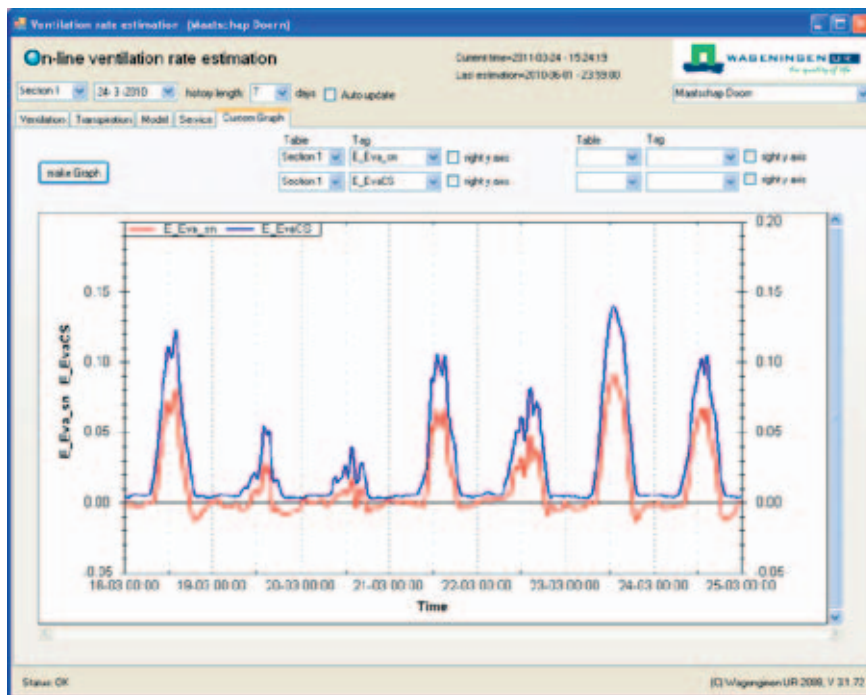 Ventilation rate estimation (Maatschap Doorn)
On-line ventilation rate estimation
Current time=2011-03-24 - 15:24:19
Last estimation=2010-06-01 - 23:59:00
WAGENINGEN UR
for quality of life
Section 1 24- 3 -2010 history length: 7 days Auto update
Maatschap Doorn
Ventilation Transpiration Model Service Custom Graph
Table Tag Table Tag
Section 1 E_Eva_sn right y axis right y axis
make Graph
Section 1 E_EvaCS right y axis right y axis
E_Eva_sn E_EvaCS
0.20
0.15 0.15
0.10 0.10
0.05 0.05
0.00 0.00
-0.05 -0.05
E_Eva_sn E_EvaCS
18-03 00:00 19-03 00:00 20-03 00:00 21-03 00:00 22-03 00:00 23-03 00:00 24-03 00:00 25-03 00:00
Time
Status: OK
(C) Wageningen UR 2009, V 3.1.72